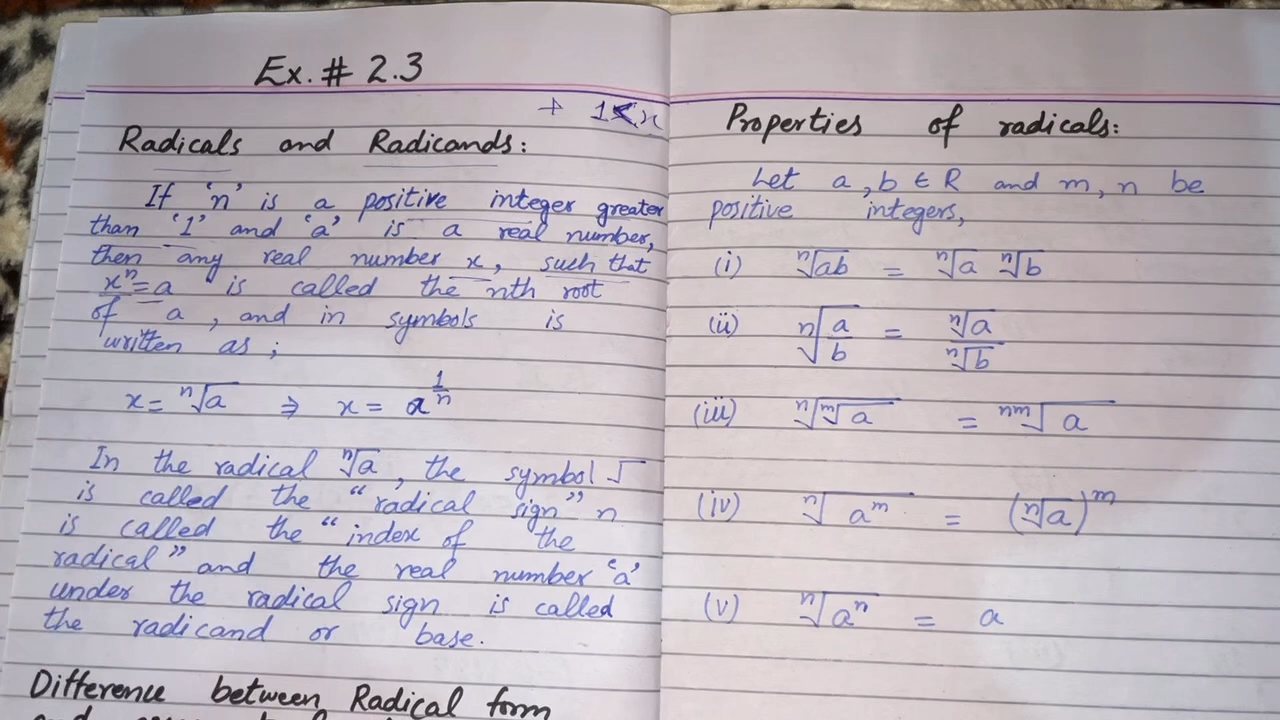 Ex. # 2.3
+ 1<n
Radicals and Radicands:
If 'n' is a positive integer greater
than '1' and 'a' is a real number,
then any real number x, such that
xⁿ=a is called the nth root
of a, and in symbols is
written as;
x = ⁿ√a ⇒ x = a^(1/n)
In the radical ⁿ√a, the symbol √
is called the "radical sign" n
is called the "index of the
radical" and the real number 'a'
under the radical sign is called
the radicand or base.
Difference between Radical form
and
Properties of radicals:
Let a, b ∈ R and m, n be
positive integers,
(i) ⁿ√ab = ⁿ√a ⁿ√b
(ii) ⁿ√(a/b) = ⁿ√a / ⁿ√b
(iii) ⁿ√(ᵐ√a) = ⁿᵐ√a
(iv) ⁿ√(aᵐ) = (ⁿ√a)ᵐ
(v) ⁿ√(aⁿ) = a